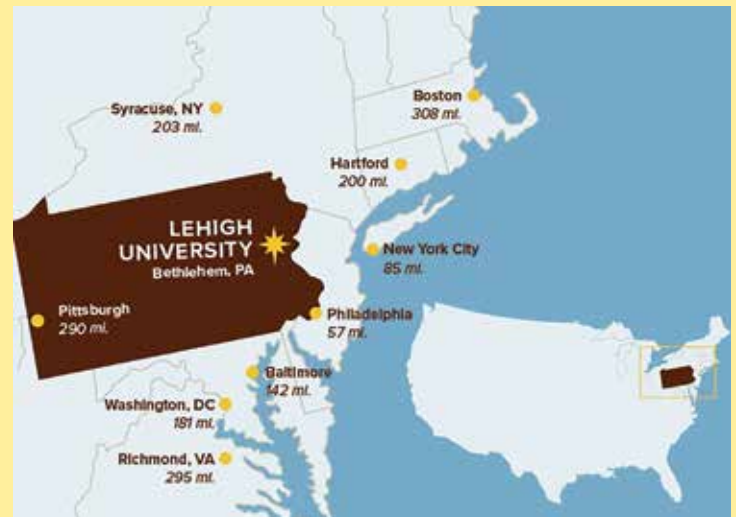 Syracuse, NY
203 mi.
Boston
308 mi.
Hartford
200 mi.
LEHIGH
UNIVERSITY
Bethlehem, PA
New York City
85 mi.
Pittsburgh
290 mi.
Philadelphia
57 mi.
Baltimore
142 mi.
Washington, DC
181 mi.
Richmond, VA
295 mi.